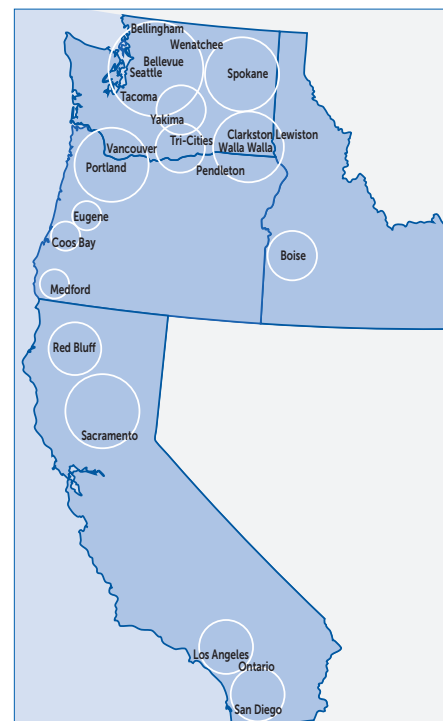 Bellingham
Wenatchee
Bellevue
Seattle
Spokane
Tacoma
Yakima
Clarkston Lewiston
Tri-Cities
Vancouver
Walla Walla
Portland
Pendleton
Eugene
Coos Bay
Boise
Medford
Red Bluff
Sacramento
Los Angeles
Ontario
San Diego